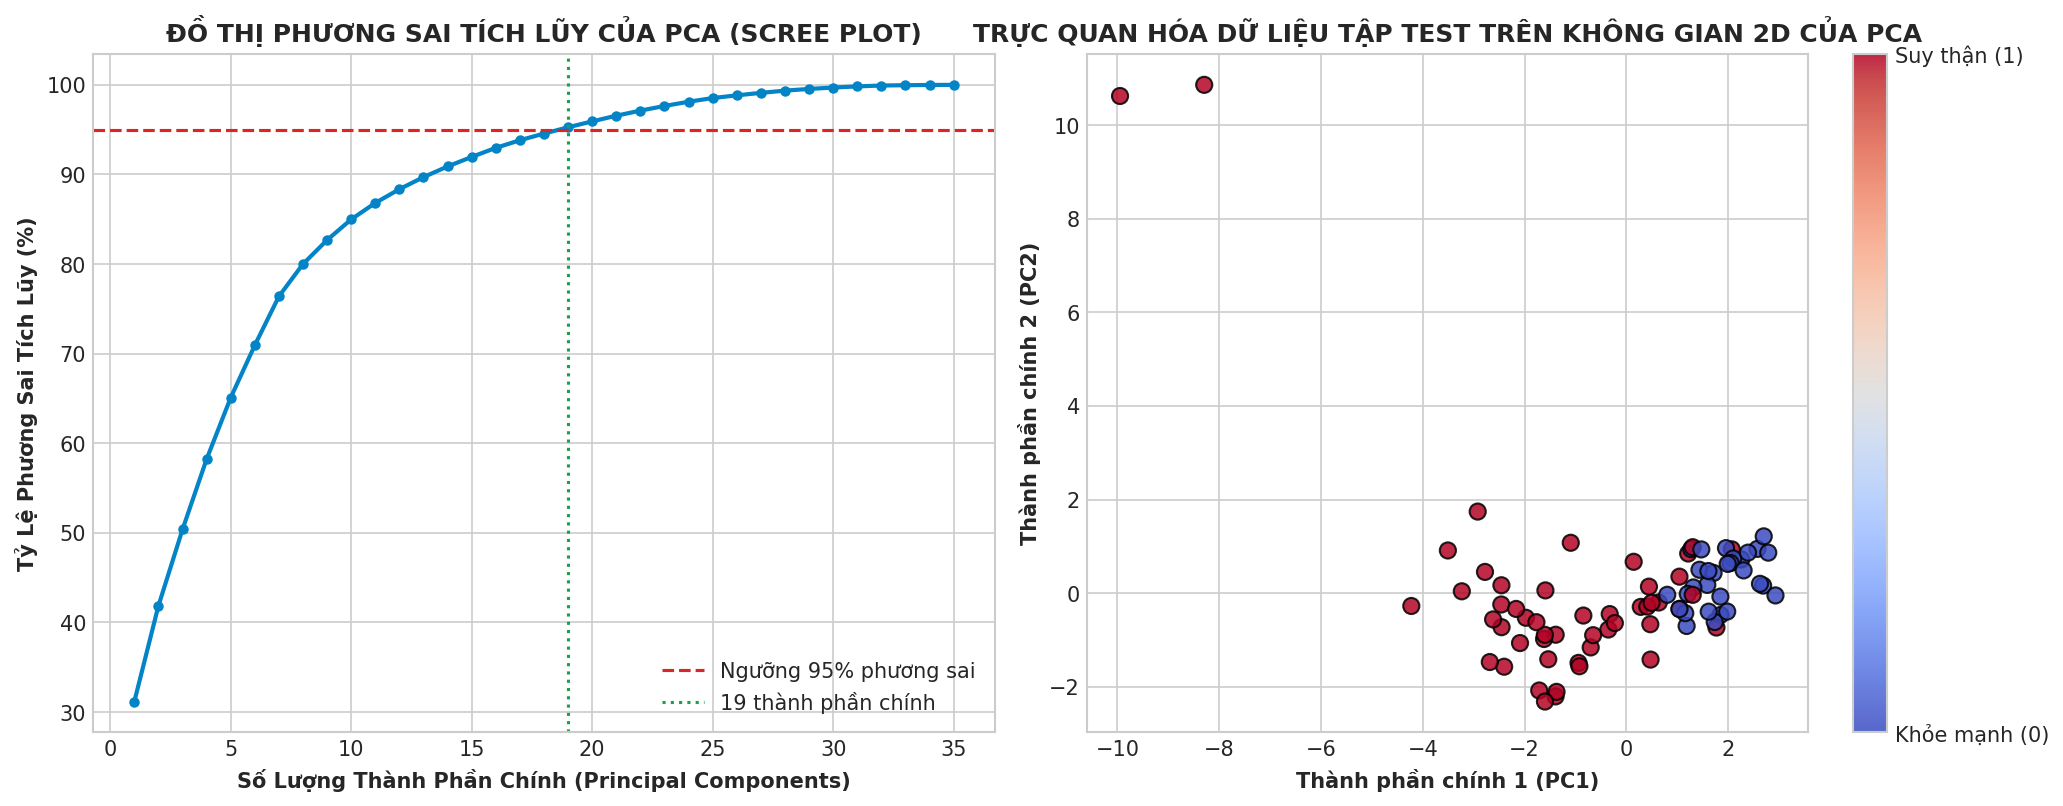 ĐỒ THỊ PHƯƠNG SAI TÍCH LŨY CỦA PCA (SCREE PLOT)
Tỷ Lệ Phương Sai Tích Lũy (%)
100
90
80
70
60
50
40
30
Ngưỡng 95% phương sai
19 thành phần chính
0 5 10 15 20 25 30 35
Số Lượng Thành Phần Chính (Principal Components)
TRỰC QUAN HÓA DỮ LIỆU TẬP TEST TRÊN KHÔNG GIAN 2D CỦA PCA
Thành phần chính 2 (PC2)
10
8
6
4
2
0
−2
−10 −8 −6 −4 −2 0 2
Thành phần chính 1 (PC1)
Suy thận (1)
Khỏe mạnh (0)